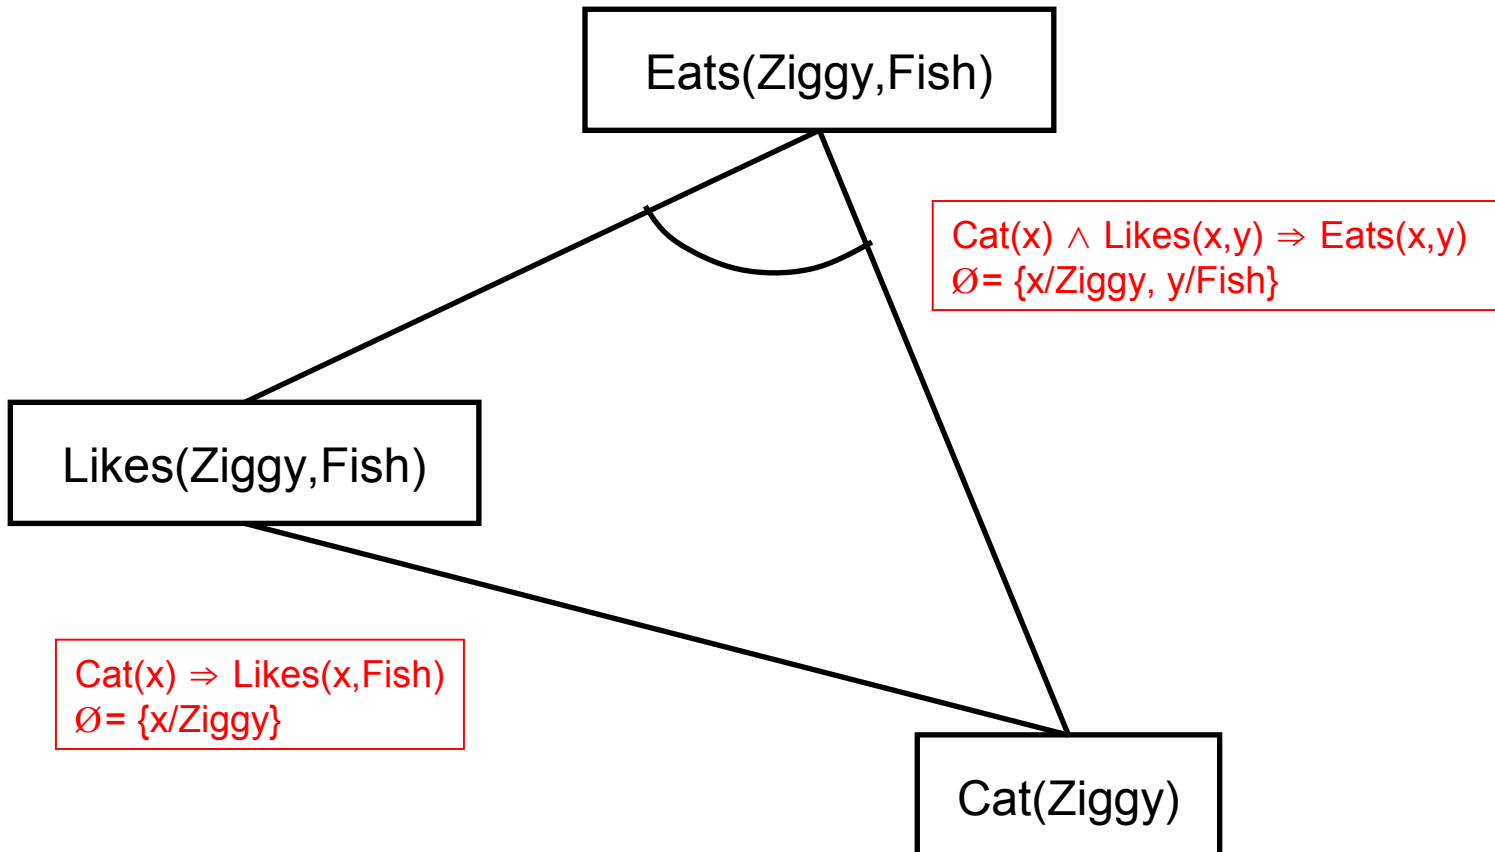 Eats(Ziggy,Fish)
Cat(x) ∧ Likes(x,y) ⇒ Eats(x,y)
Ø= {x/Ziggy, y/Fish}
Likes(Ziggy,Fish)
Cat(x) ⇒ Likes(x,Fish)
Ø= {x/Ziggy}
Cat(Ziggy)